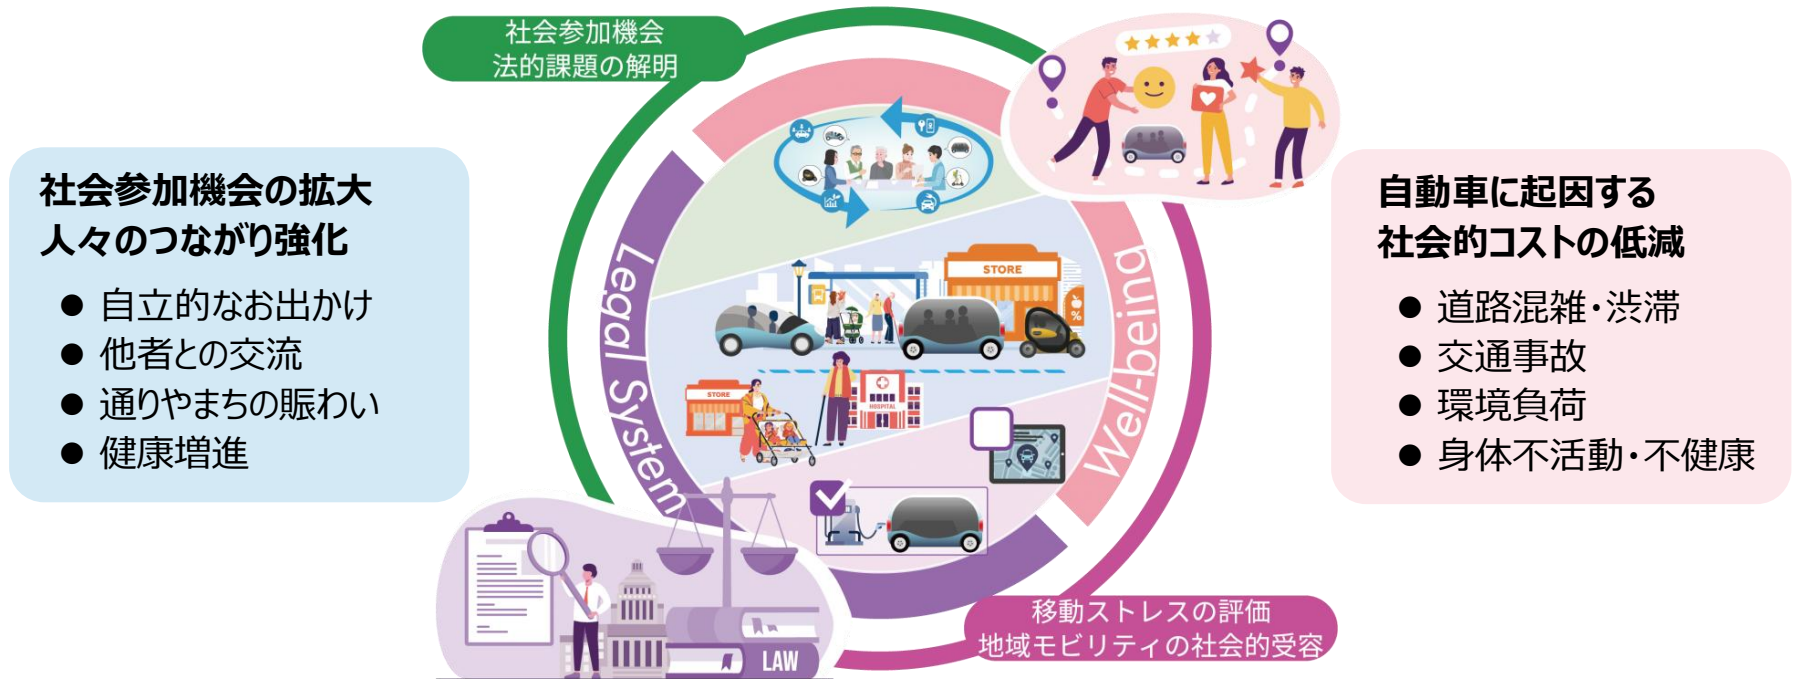 社会参加機会
法的課題の解明
社会参加機会の拡大
人々のつながり強化
● 自立的なお出かけ
● 他者との交流
● 通りやまちの賑わい
● 健康増進
Legal System
Well-being
STORE
%
STORE
HOSPITAL
LAW
自動車に起因する
社会的コストの低減
● 道路混雑・渋滞
● 交通事故
● 環境負荷
● 身体不活動・不健康
移動ストレスの評価
地域モビリティの社会的受容